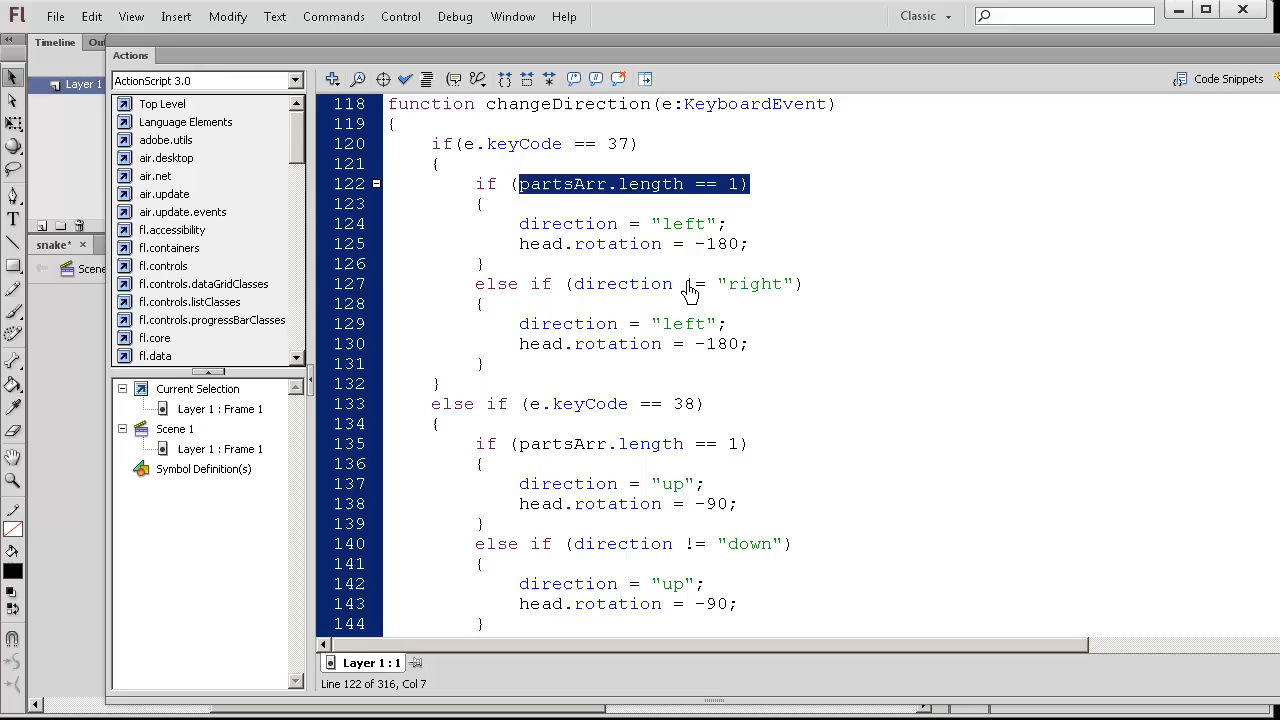 Fl File Edit View Insert Modify Text Commands Control Debug Window Help Classic
Timeline Out
Actions
Layer 1
ActionScript 3.0
Code Snippets
Top Level
Language Elements
adobe.utils
air.desktop
air.net
air.update
air.update.events
fl.accessibility
fl.containers
fl.controls
fl.controls.dataGridClasses
fl.controls.listClasses
fl.controls.progressBarClasses
fl.core
fl.data
snake*
Scene
Current Selection
Layer 1 : Frame 1
Scene 1
Layer 1 : Frame 1
Symbol Definition(s)
118 function changeDirection(e:KeyboardEvent)
119 {
120 if(e.keyCode == 37)
121 {
122 if (partsArr.length == 1)
123 {
124 direction = "left";
125 head.rotation = -180;
126 }
127 else if (direction != "right")
128 {
129 direction = "left";
130 head.rotation = -180;
131 }
132 }
133 else if (e.keyCode == 38)
134 {
135 if (partsArr.length == 1)
136 {
137 direction = "up";
138 head.rotation = -90;
139 }
140 else if (direction != "down")
141 {
142 direction = "up";
143 head.rotation = -90;
144 }
Layer 1 : 1
Line 122 of 316, Col 7